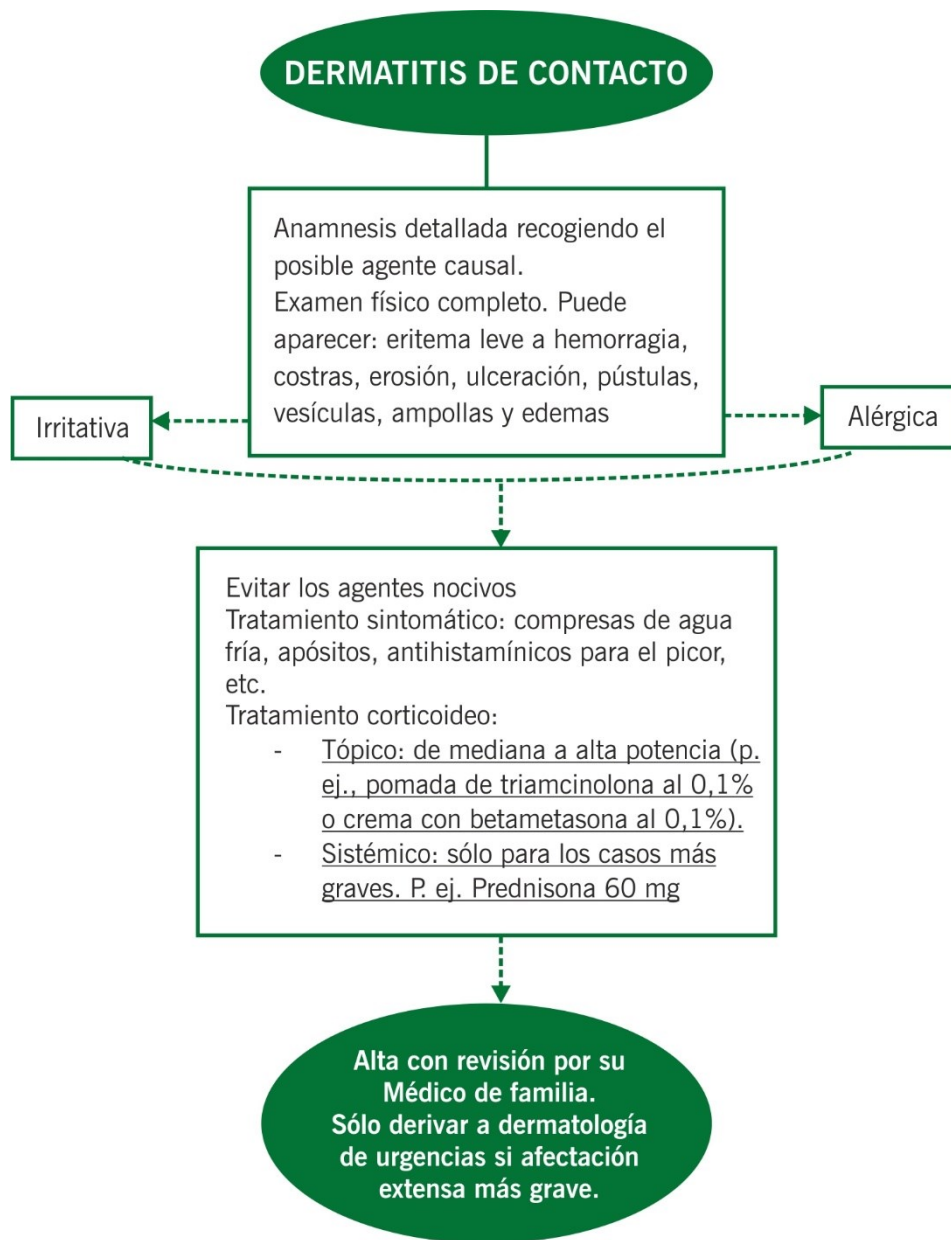 DERMATITIS DE CONTACTO
Anamnesis detallada recogiendo el
posible agente causal.
Examen físico completo. Puede
aparecer: eritema leve a hemorragia,
costras, erosión, ulceración, pústulas,
vesículas, ampollas y edemas
Irritativa
Alérgica
Evitar los agentes nocivos
Tratamiento sintomático: compresas de agua
fría, apósitos, antihistamínicos para el picor,
etc.
Tratamiento corticoideo:
- Tópico: de mediana a alta potencia (p.
ej., pomada de triamcinolona al 0,1%
o crema con betametasona al 0,1%).
- Sistémico: sólo para los casos más
graves. P. ej. Prednisona 60 mg
Alta con revisión por su
Médico de familia.
Sólo derivar a dermatología
de urgencias si afectación
extensa más grave.